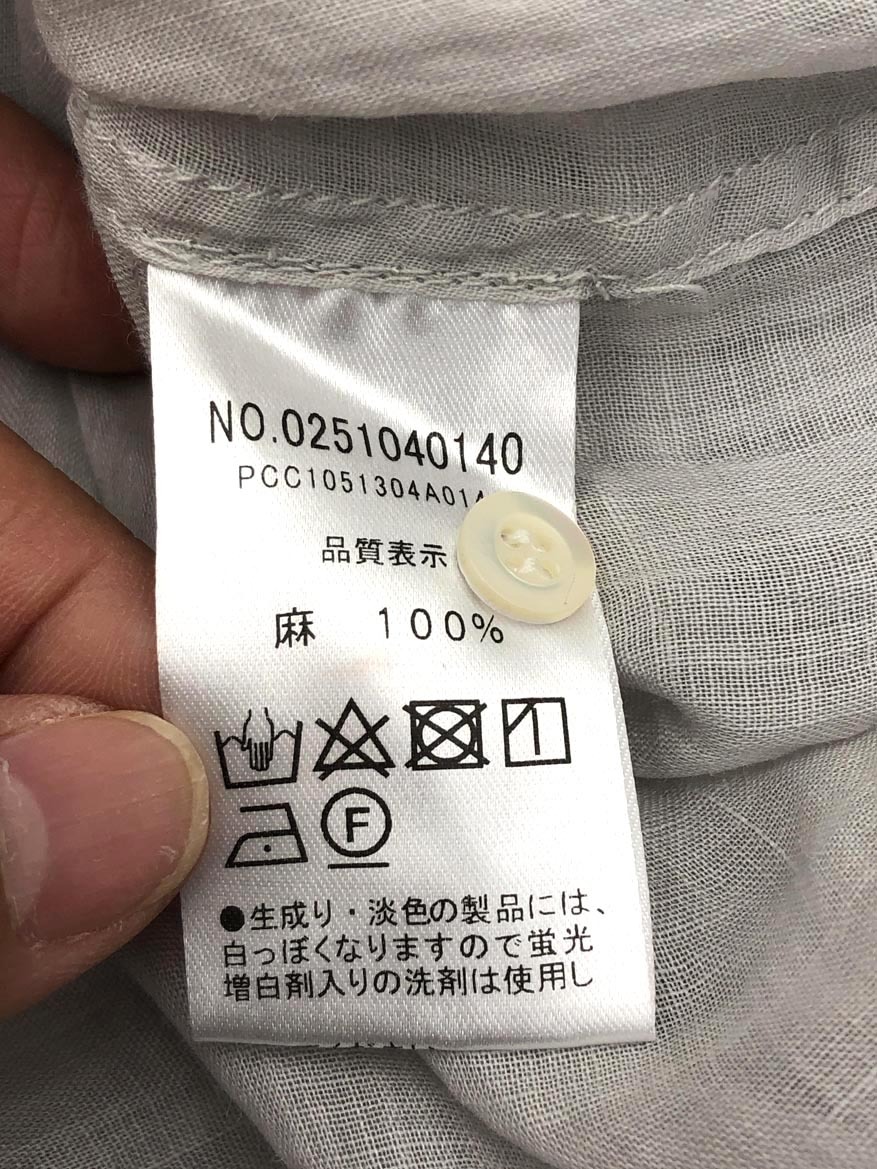 NO.0251040140
PCC1051304A01
品質表示
麻 100%
F
●生成り・淡色の製品には、
白っぽくなりますので蛍光
増白剤入りの洗剤は使用し